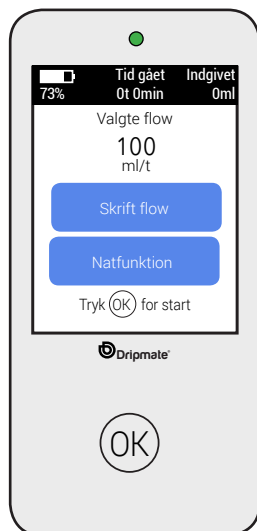 Tid gået Indgivet
73% 0t 0min 0ml
Valgte flow
100
ml/t
Skrift flow
Natfunktion
Tryk OK for start
Dripmate®
OK